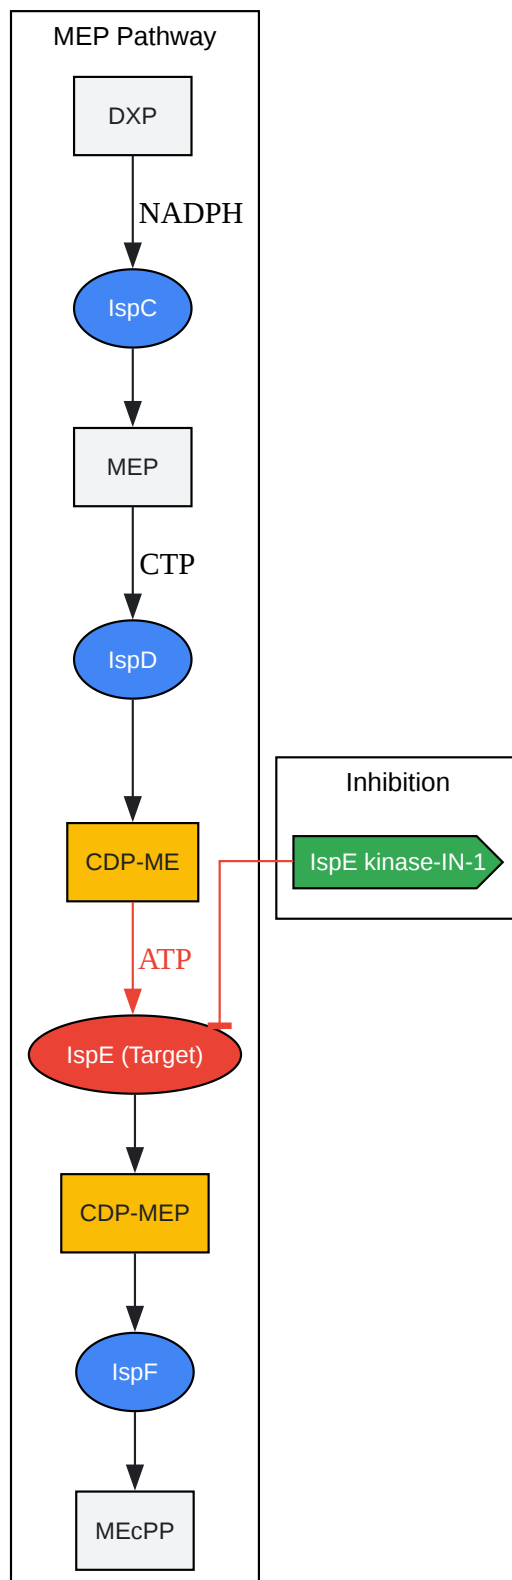 MEP Pathway
DXP
NADPH
IspC
MEP
CTP
IspD
Inhibition
CDP-ME
IspE kinase-IN-1
ATP
IspE (Target)
CDP-MEP
IspF
MEcPP